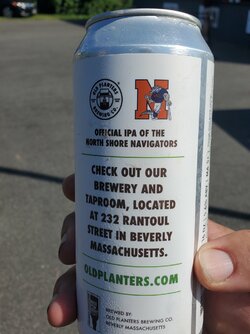 OLD PLANTERS
BREWING CO.
OFFICIAL IPA OF THE
NORTH SHORE NAVIGATORS
CHECK OUT OUR
BREWERY AND
TAPROOM, LOCATED
AT 232 RANTOUL
STREET IN BEVERLY
MASSACHUSETTS.
OLDPLANTERS.COM
BREWED BY:
OLD PLANTERS BREWING CO.
BEVERLY MASSACHUSETTS